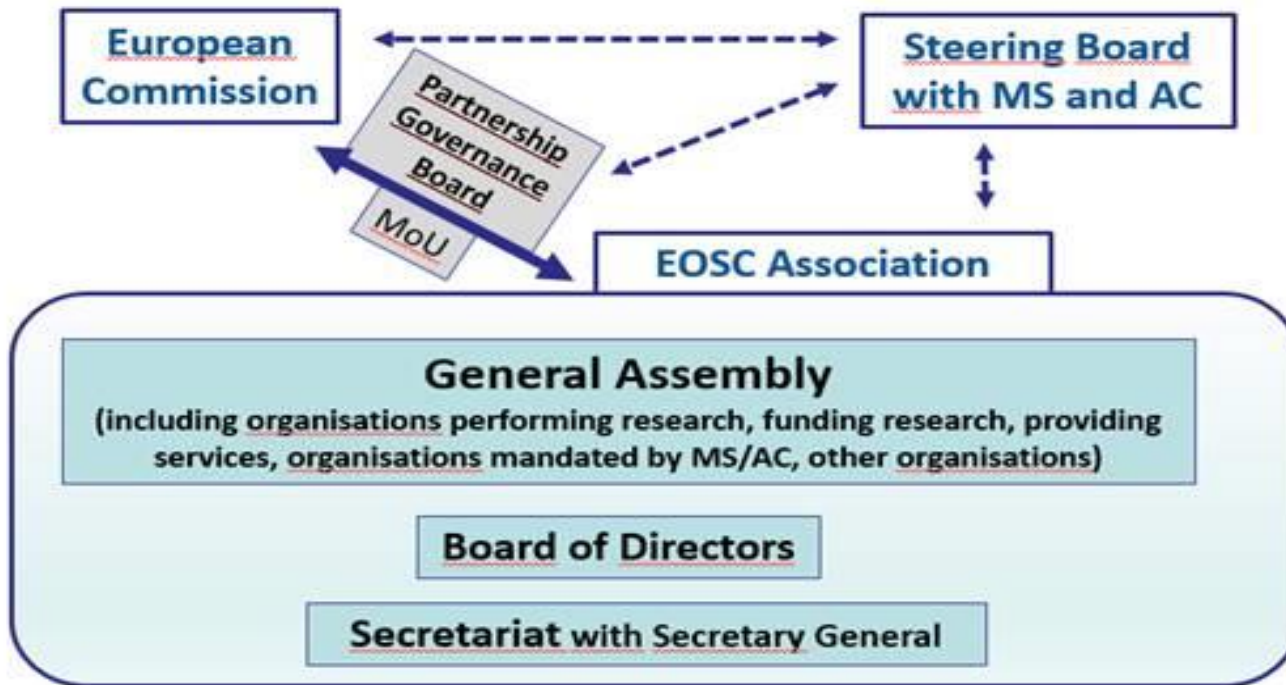 European
Commission
Steering Board
with MS and AC
Partnership
Governance
Board
MoU
EOSC Association
General Assembly
(including organisations performing research, funding research, providing
services, organisations mandated by MS/AC, other organisations)
Board of Directors
Secretariat with Secretary General